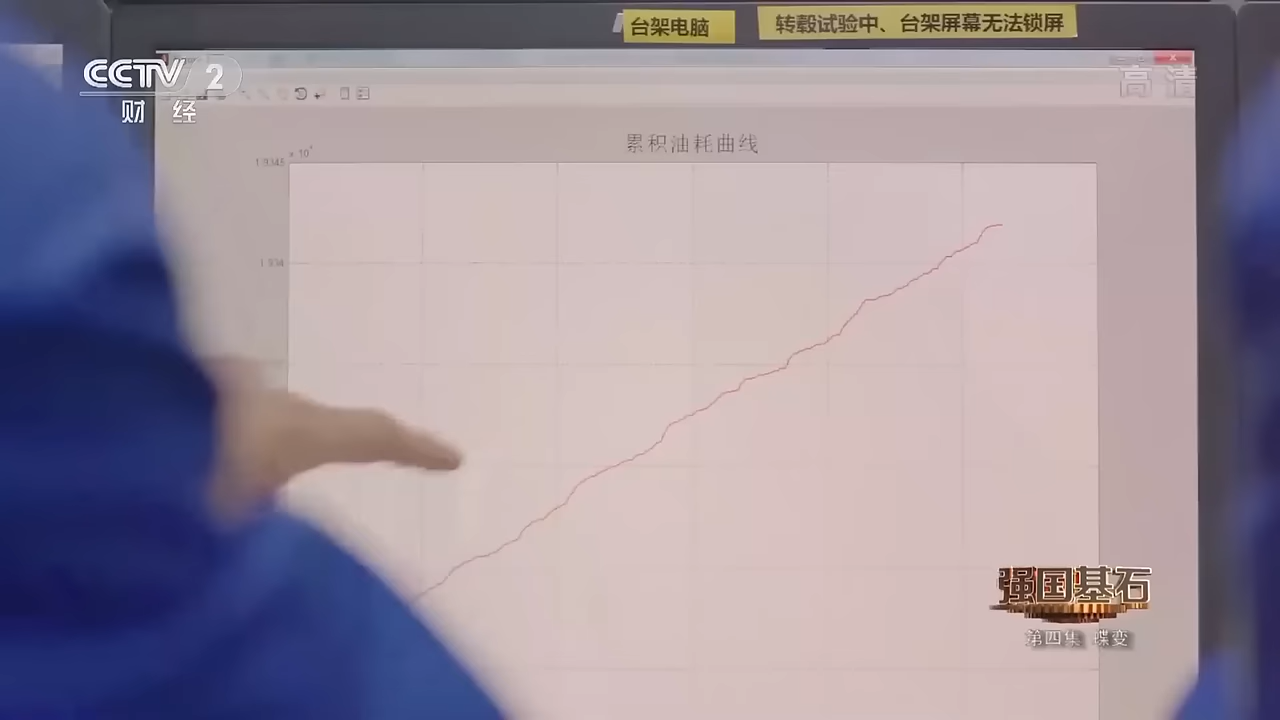 台架电脑
转毂试验中、台架屏幕无法锁屏
CCTV 2
财 经
高 清
累积油耗曲线
1.934
强国基石
第四集 蝶变